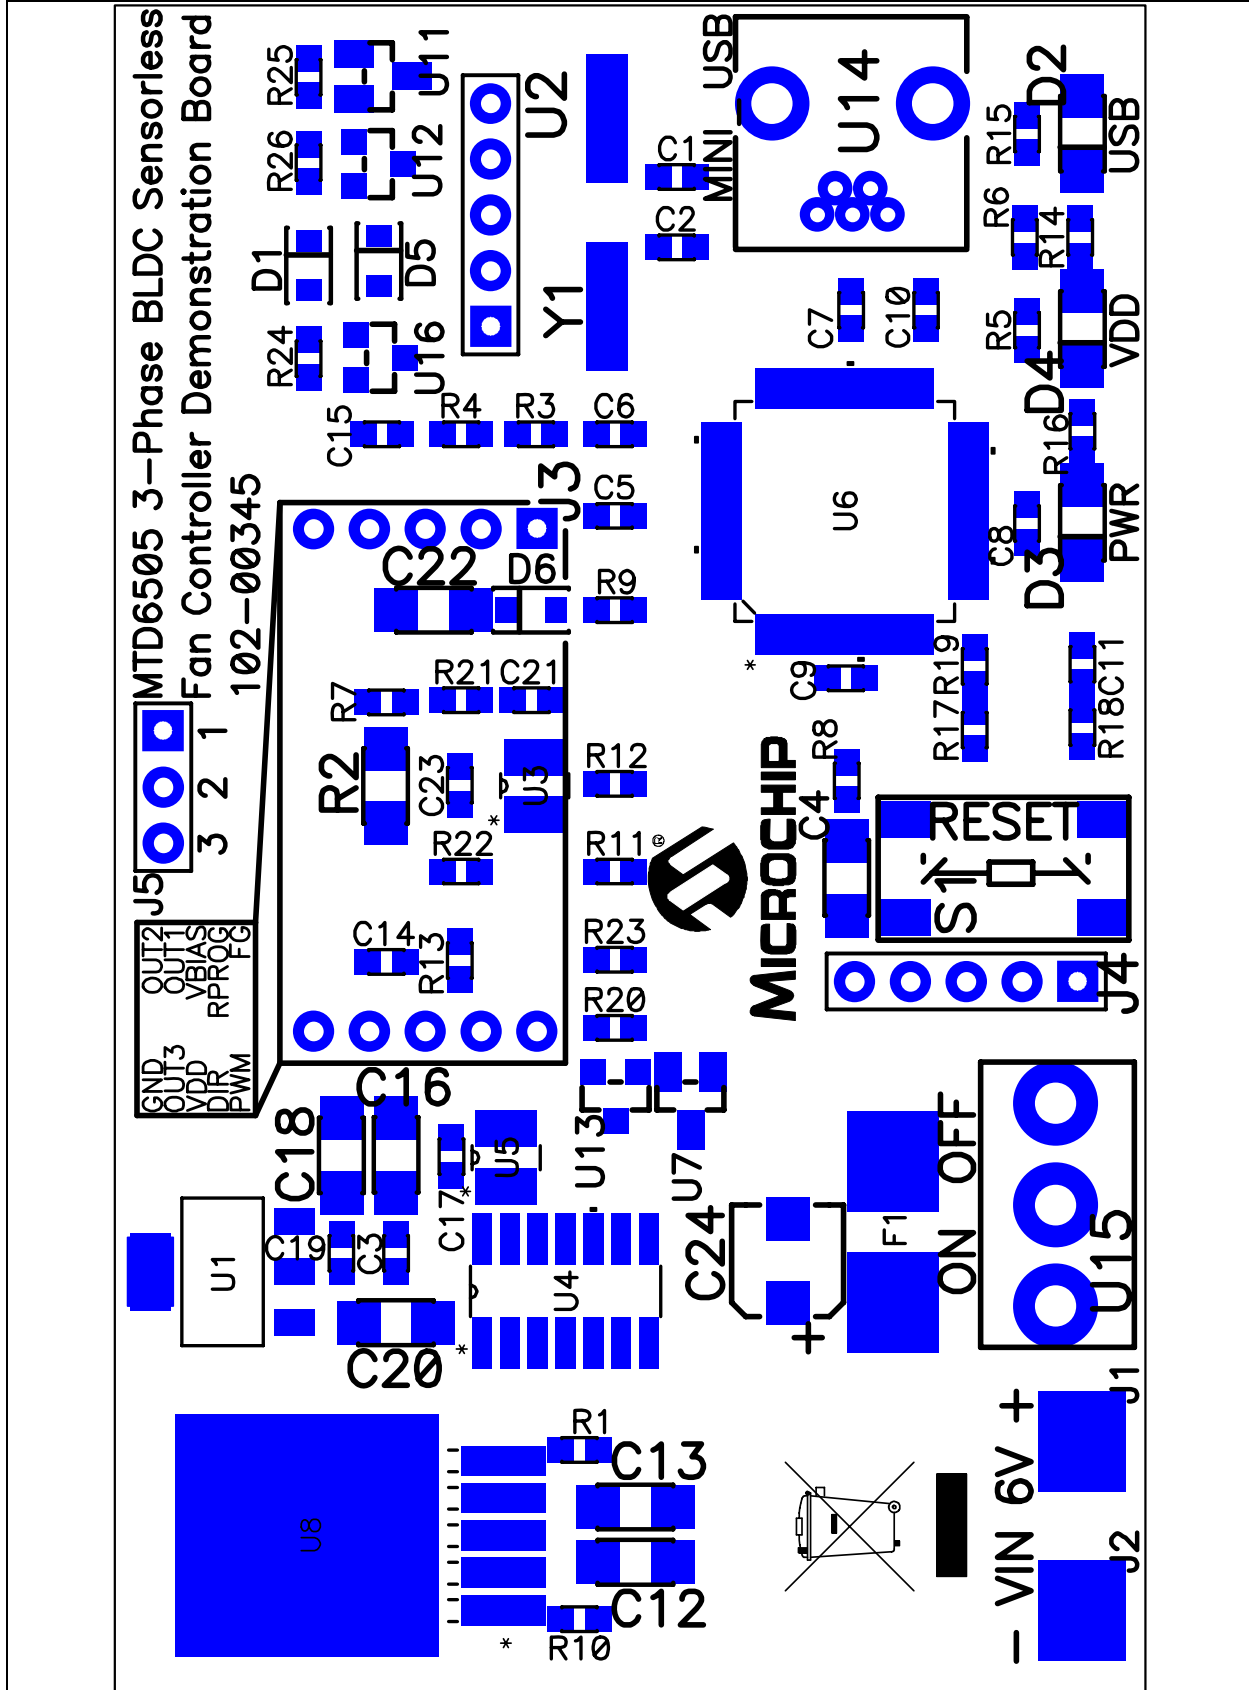 MTD6505 3-Phase BLDC Sensorless
Fan Controller Demonstration Board
102-00345
R25
U11
R26
U12
U2
D1
D5
R24
U16
Y1
C1
C2
MINI USB
U14
R15
D2
USB
R6
R14
C7
C10
R5
D4
VDD
C15
R4
R3
C6
R16
J3
C5
U6
C8
D3
PWR
C22
D6
R9
R7
R21
C21
C9
R19
C11
R17
R18
J5
1
2
3
R2
C23
U3
*
R12
R8
C4
R22
R11
®
MICROCHIP
RESET
S1
C14
R13
R23
R20
J4
GND OUT2
OUT3 OUT1
VDD VBIAS
DIR RPROG
PWM FG
C16
C18
U5
*
C17
U13
U7
C24
+
F1
ON OFF
U15
U1
C19
C3
U4
*
C20
J1
- VIN 6V +
J2
U8
R1
C13
C12
R10
*
*